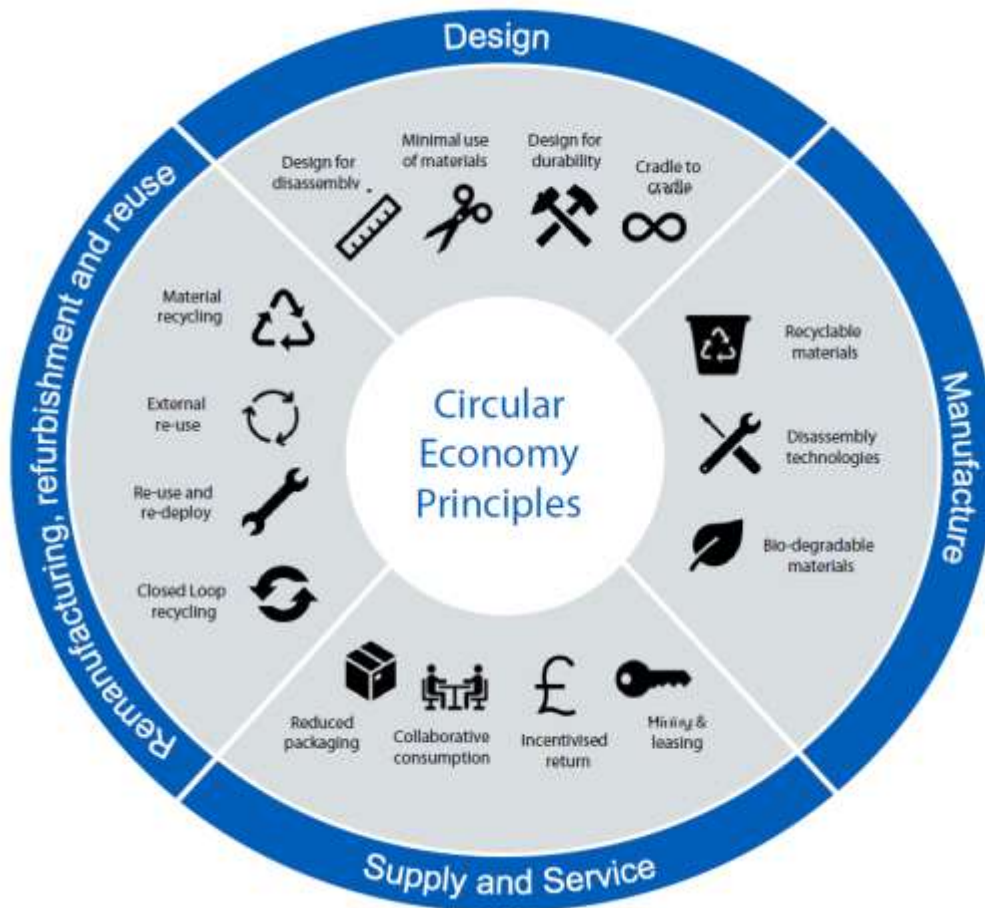 Design
Design for
disassembly
Minimal use
of materials
Design for
durability
Cradle to
cradle
Manufacture
Recyclable
materials
Disassembly
technologies
Bio-degradable
materials
Supply and Service
&
leasing
Incentivised
return
Collaborative
consumption
Reduced
packaging
Remanufacturing, refurbishment and reuse
Closed Loop
recycling
Re-use and
re-deploy
External
re-use
Material
recycling
Circular
Economy
Principles